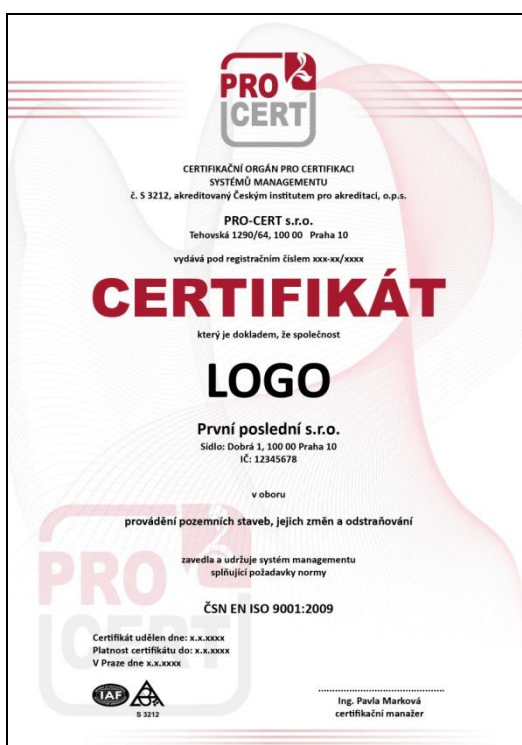 PRO
CERT
CERTIFIKAČNÍ ORGÁN PRO CERTIFIKACI
SYSTÉMŮ MANAGEMENTU
č. S 3212, akreditovaný Českým institutem pro akreditaci, o.p.s.
PRO-CERT s.r.o.
Tehovská 1290/64, 100 00 Praha 10
vydává pod registračním číslem xxx-xx/xxxx
CERTIFIKÁT
který je dokladem, že společnost
LOGO
První poslední s.r.o.
Sídlo: Dobrá 1, 100 00 Praha 10
IČ: 12345678
v oboru
provádění pozemních staveb, jejich změn a odstraňování
zavedla a udržuje systém managementu
splňující požadavky normy
ČSN EN ISO 9001:2009
PRO
CERT
Certifikát udělen dne: x.x.xxxx
Platnost certifikátu do: x.x.xxxx
V Praze dne x.x.xxxx
IAF
S 3212
Ing. Pavla Marková
certifikační manažer